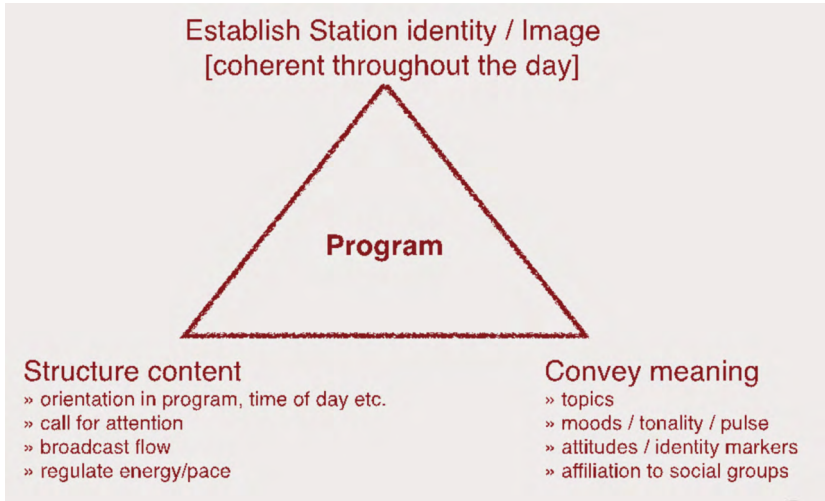 Establish Station identity / Image
[coherent throughout the day]
Program
Structure content
» orientation in program, time of day etc.
» call for attention
» broadcast flow
» regulate energy/pace
Convey meaning
» topics
» moods / tonality / pulse
» attitudes / identity markers
» affiliation to social groups